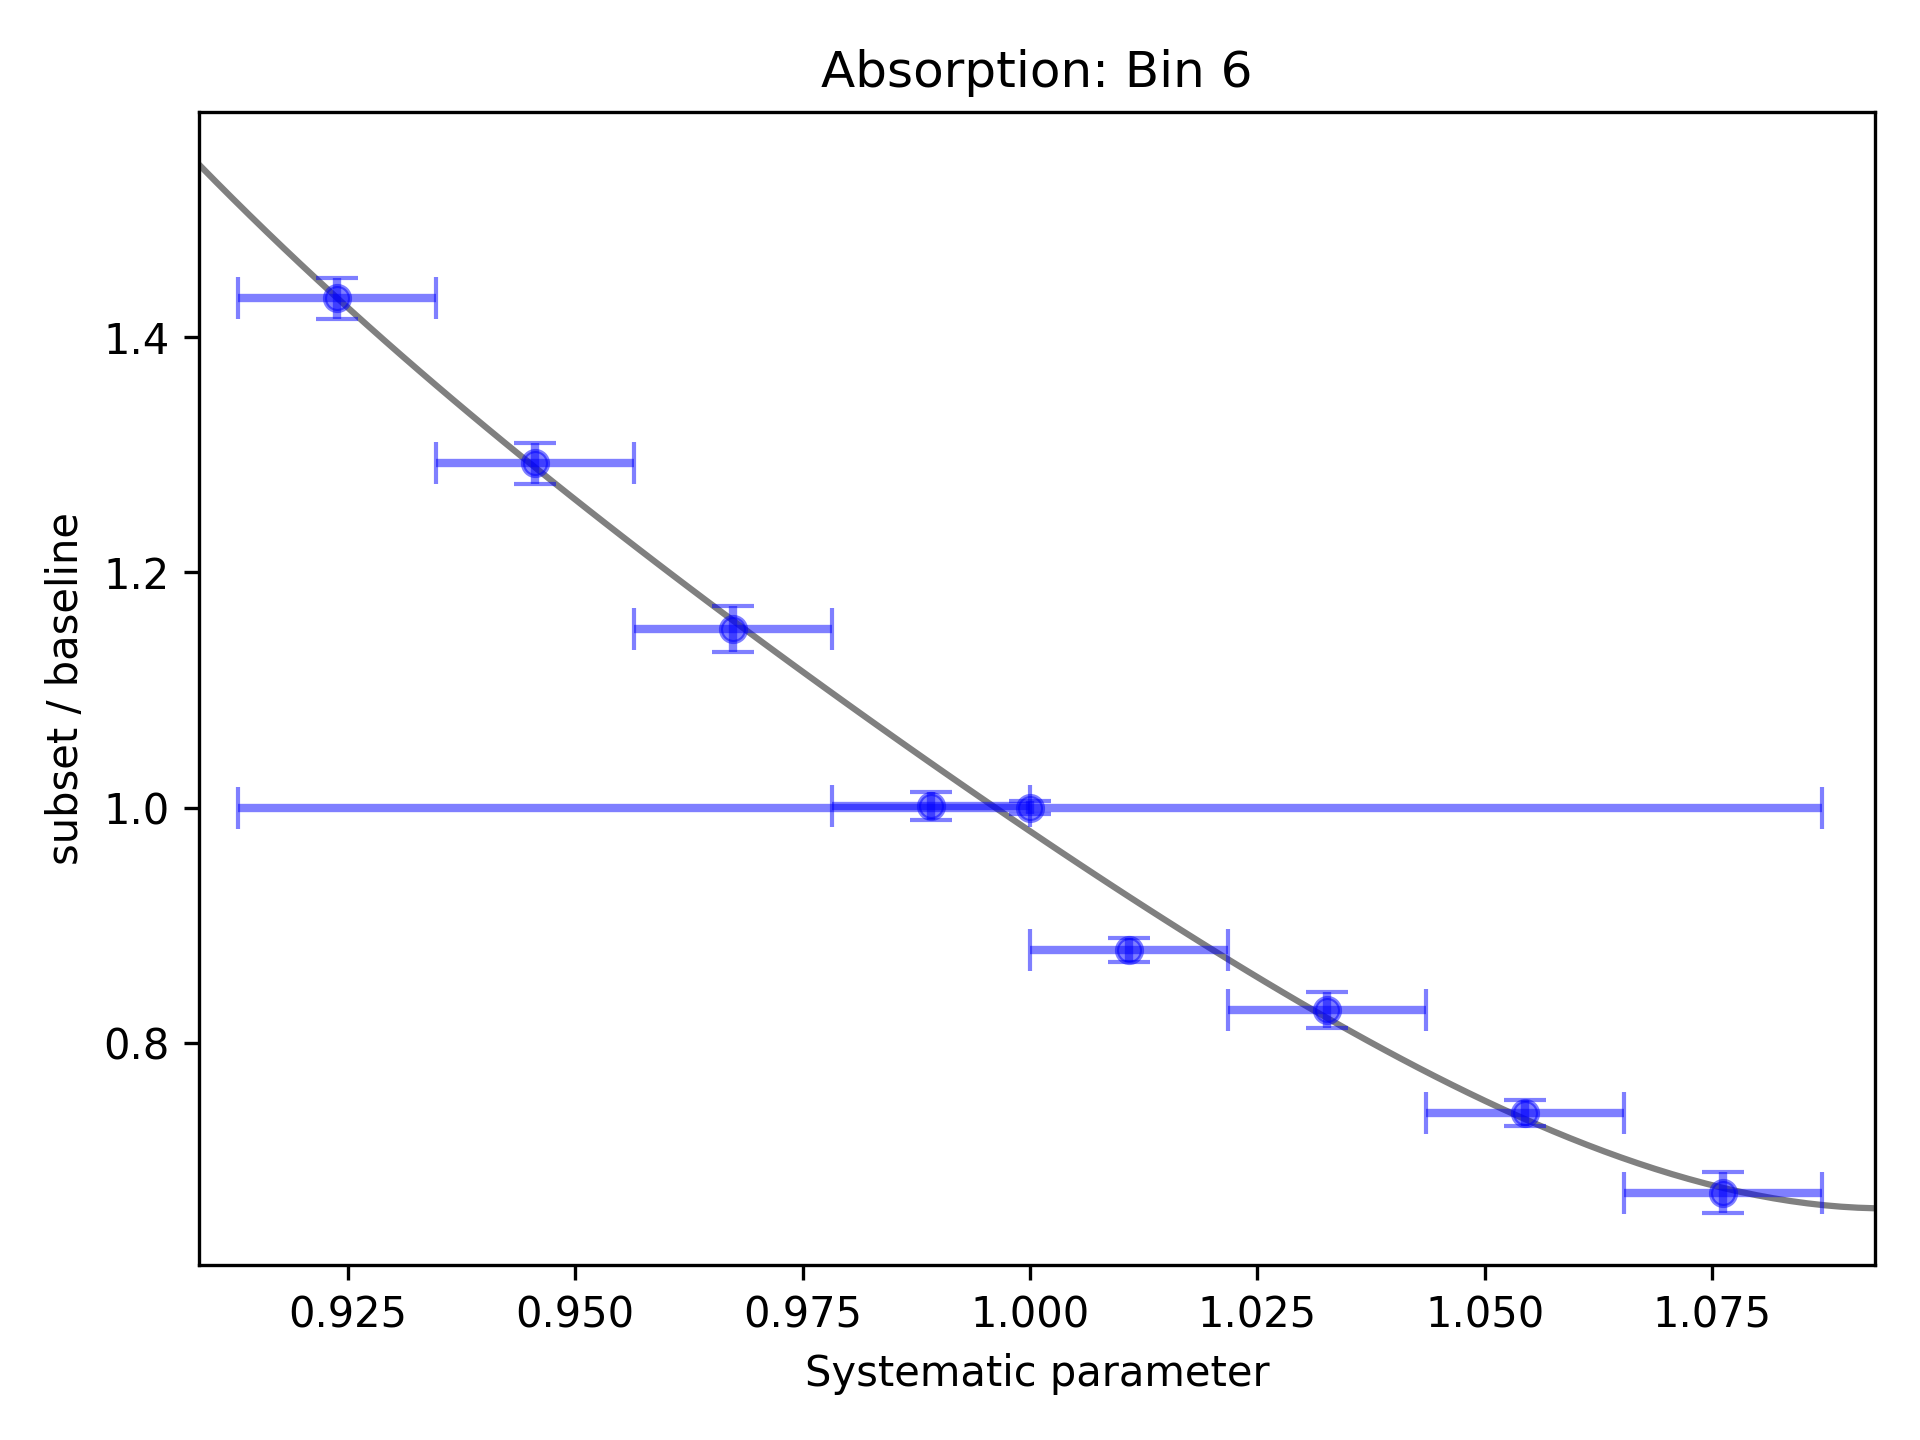 Absorption: Bin 6
subset / baseline
1.4
1.2
1.0
0.8
0.925 0.950 0.975 1.000 1.025 1.050 1.075
Systematic parameter